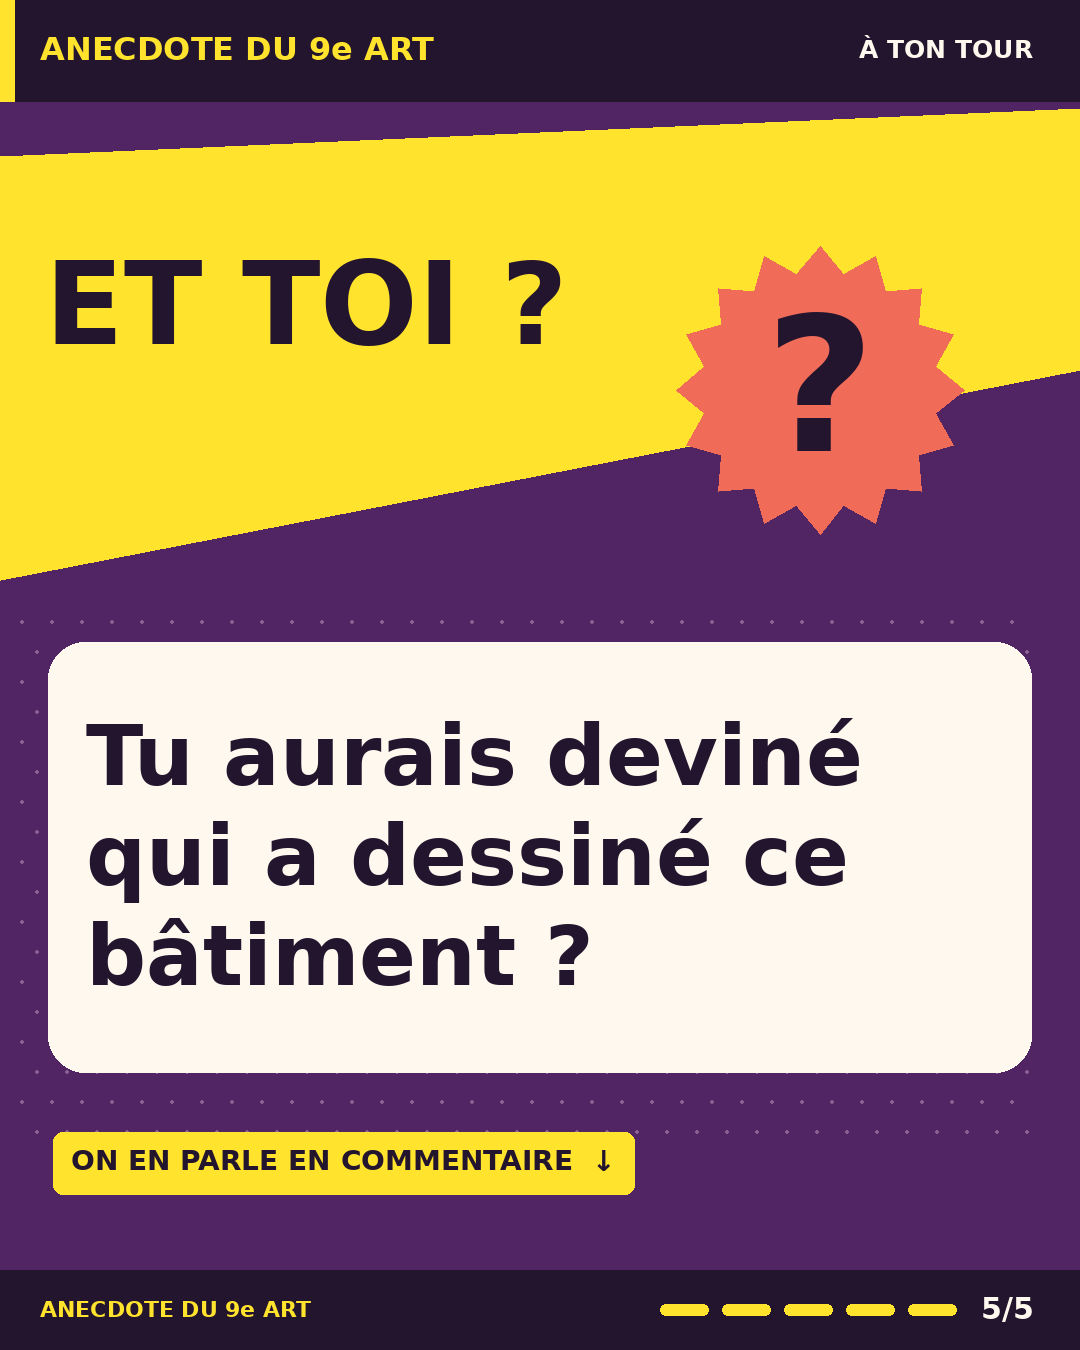 ANECDOTE DU 9e ART
À TON TOUR
ET TOI ?
?
Tu aurais deviné
qui a dessiné ce
bâtiment ?
ON EN PARLE EN COMMENTAIRE ↓
ANECDOTE DU 9e ART
5/5